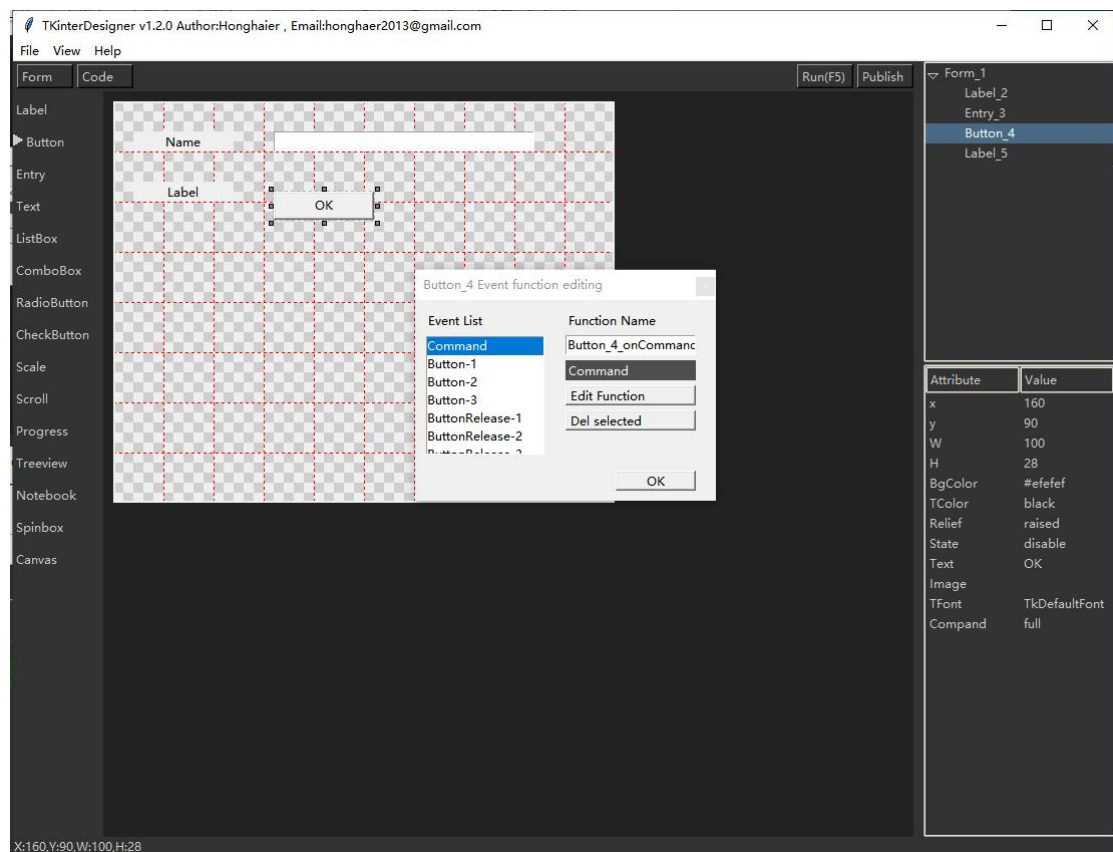 TKinterDesigner v1.2.0 Author:Honghaier , Email:honghaer2013@gmail.com
File View Help
Form Code Run(F5) Publish
Label
Button
Entry
Text
ListBox
ComboBox
RadioButton
CheckButton
Scale
Scroll
Progress
Treeview
Notebook
Spinbox
Canvas
Name
Label
OK
Button_4 Event function editing
Event List
Command
Button-1
Button-2
Button-3
ButtonRelease-1
ButtonRelease-2
ButtonRelease-3
Function Name
Button_4_onCommanc
Command
Edit Function
Del selected
OK
Form_1
Label_2
Entry_3
Button_4
Label_5
Attribute Value
x 160
y 90
W 100
H 28
BgColor #efefef
TColor black
Relief raised
State disable
Text OK
Image
TFont TkDefaultFont
Compand full
X:160,Y:90,W:100,H:28